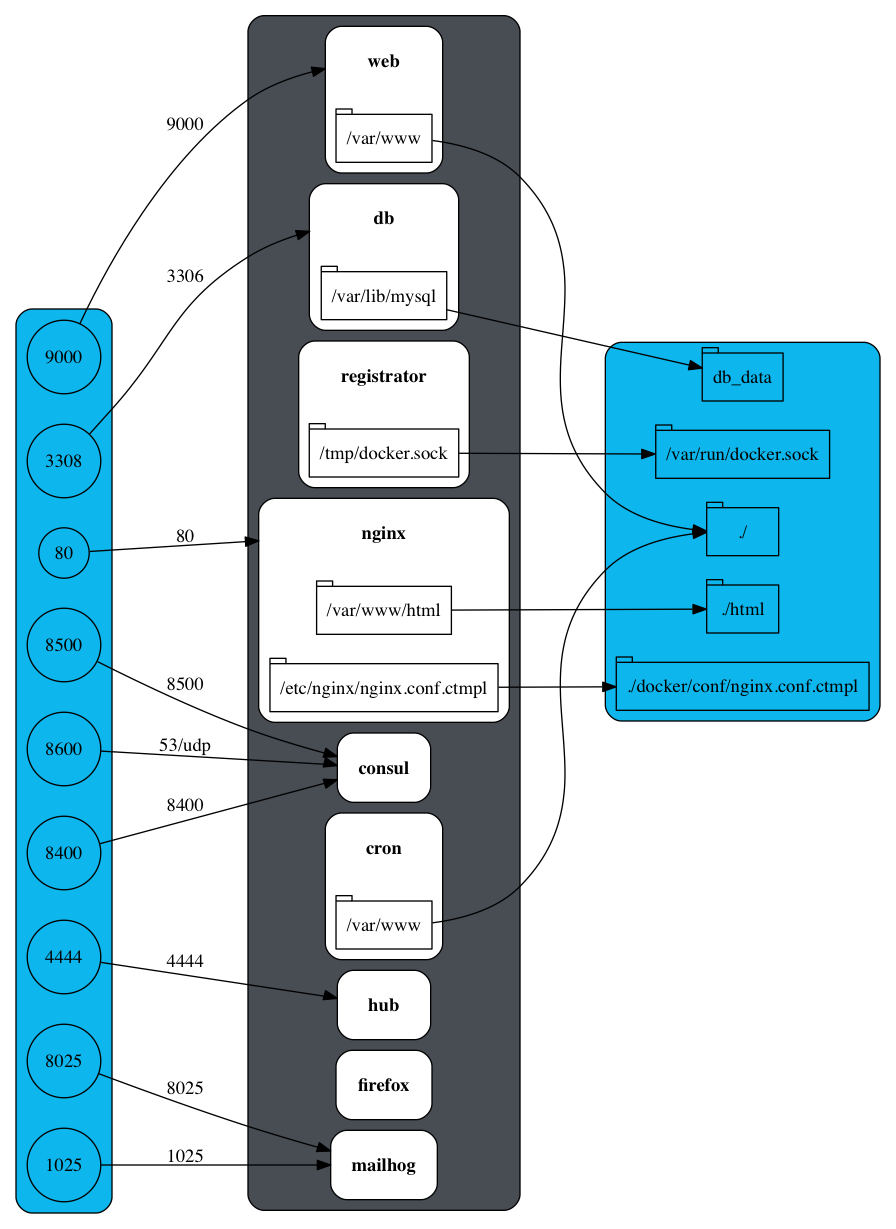 9000
3308
80
8500
8600
8400
4444
8025
1025
9000
3306
80
8500
53/udp
8400
4444
8025
1025
web
/var/www
db
/var/lib/mysql
registrator
/tmp/docker.sock
nginx
/var/www/html
/etc/nginx/nginx.conf.ctmpl
consul
cron
/var/www
hub
firefox
mailhog
db_data
/var/run/docker.sock
./
./html
./docker/conf/nginx.conf.ctmpl